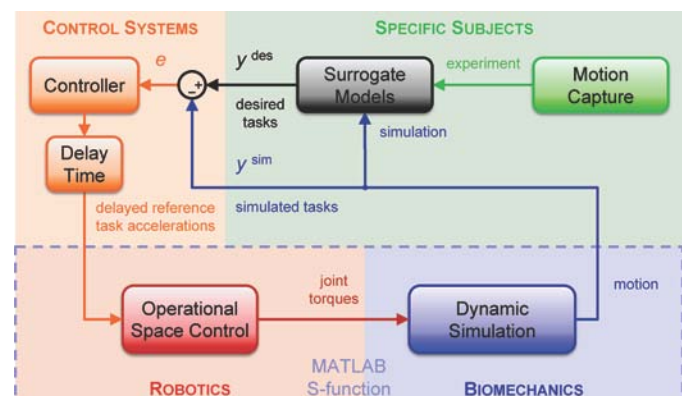 CONTROL SYSTEMS
SPECIFIC SUBJECTS
e
y des
Controller
- +
Surrogate
Models
experiment
Motion
Capture
desired
tasks
simulation
Delay
Time
y sim
delayed reference
task accelerations
simulated tasks
Operational
Space Control
joint
torques
Dynamic
Simulation
motion
MATLAB
S-function
ROBOTICS
BIOMECHANICS